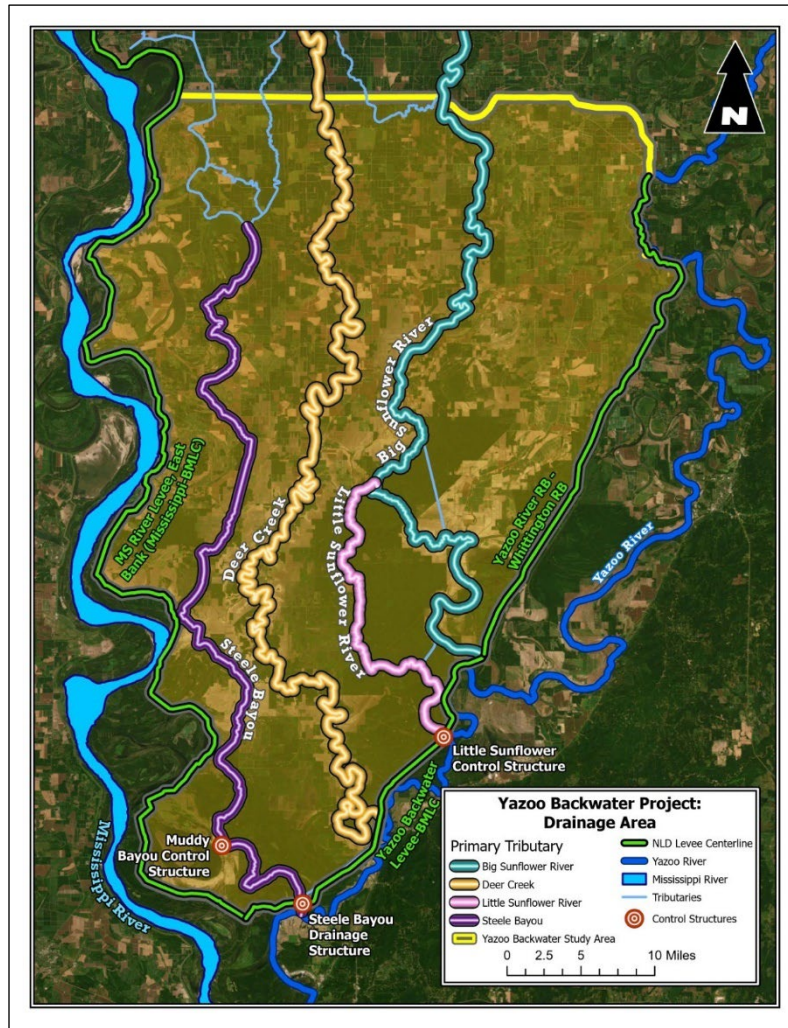 N
Big Sunflower River
MS River Levee, East
Bank (Mississippi-BMLC)
Deer Creek
Little Sunflower River
Yazoo River RB -
Whittington RB
Yazoo River
Steele Bayou
Little Sunflower
Control Structure
Yazoo Backwater
Levee-BMLC
Mississippi River
Muddy
Bayou Control
Structure
Steele Bayou
Drainage
Structure
Yazoo Backwater Project:
Drainage Area
Primary Tributary
Big Sunflower River
Deer Creek
Little Sunflower River
Steele Bayou
Yazoo Backwater Study Area
NLD Levee Centerline
Yazoo River
Mississippi River
Tributaries
Control Structures
0 2.5 5 10 Miles